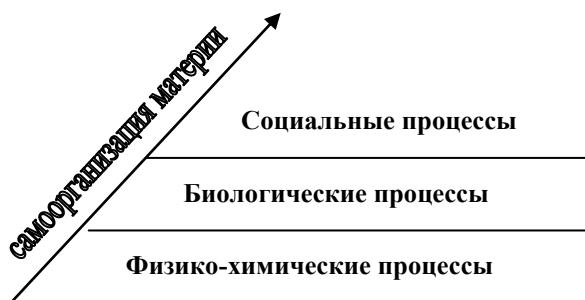 самоорганизация материи
Социальные процессы
Биологические процессы
Физико-химические процессы